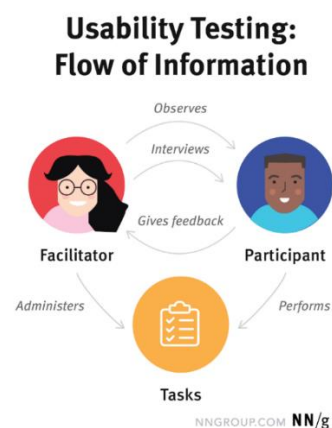 Usability Testing:
Flow of Information
Observes
Interviews
Gives feedback
Facilitator
Participant
Administers
Performs
Tasks
NNGROUP.COM NN/g